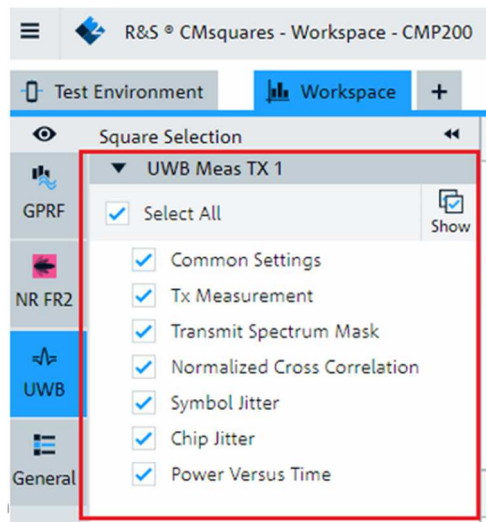 R&S ® CMsquares - Workspace - CMP200
Test Environment
Workspace
+
Square Selection
UWB Meas TX 1
GPRF
Select All
Show
Common Settings
NR FR2
Tx Measurement
Transmit Spectrum Mask
Normalized Cross Correlation
UWB
Symbol Jitter
Chip Jitter
General
Power Versus Time